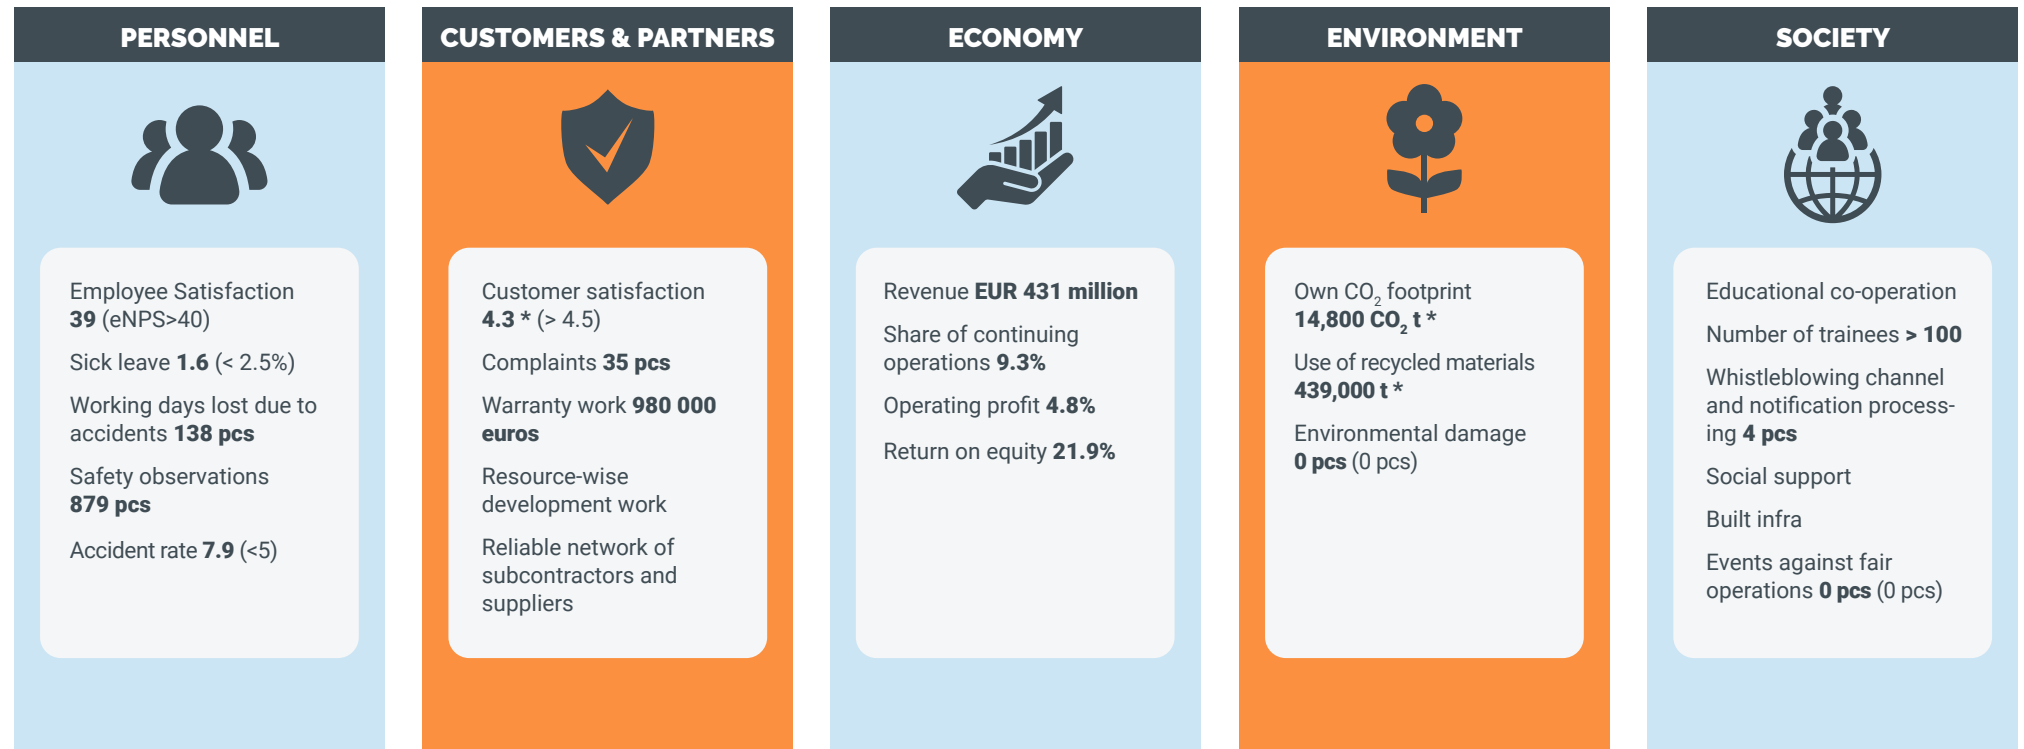 PERSONNEL
Employee Satisfaction
39 (eNPS>40)
Sick leave 1.6 (< 2.5%)
Working days lost due to
accidents 138 pcs
Safety observations
879 pcs
Accident rate 7.9 (<5)
CUSTOMERS & PARTNERS
Customer satisfaction
4.3 * (> 4.5)
Complaints 35 pcs
Warranty work 980 000
euros
Resource-wise
development work
Reliable network of
subcontractors and
suppliers
ECONOMY
Revenue EUR 431 million
Share of continuing
operations 9.3%
Operating profit 4.8%
Return on equity 21.9%
ENVIRONMENT
Own CO₂ footprint
14,800 CO₂ t *
Use of recycled materials
439,000 t *
Environmental damage
0 pcs (0 pcs)
SOCIETY
Educational co-operation
Number of trainees > 100
Whistleblowing channel
and notification process-
ing 4 pcs
Social support
Built infra
Events against fair
operations 0 pcs (0 pcs)